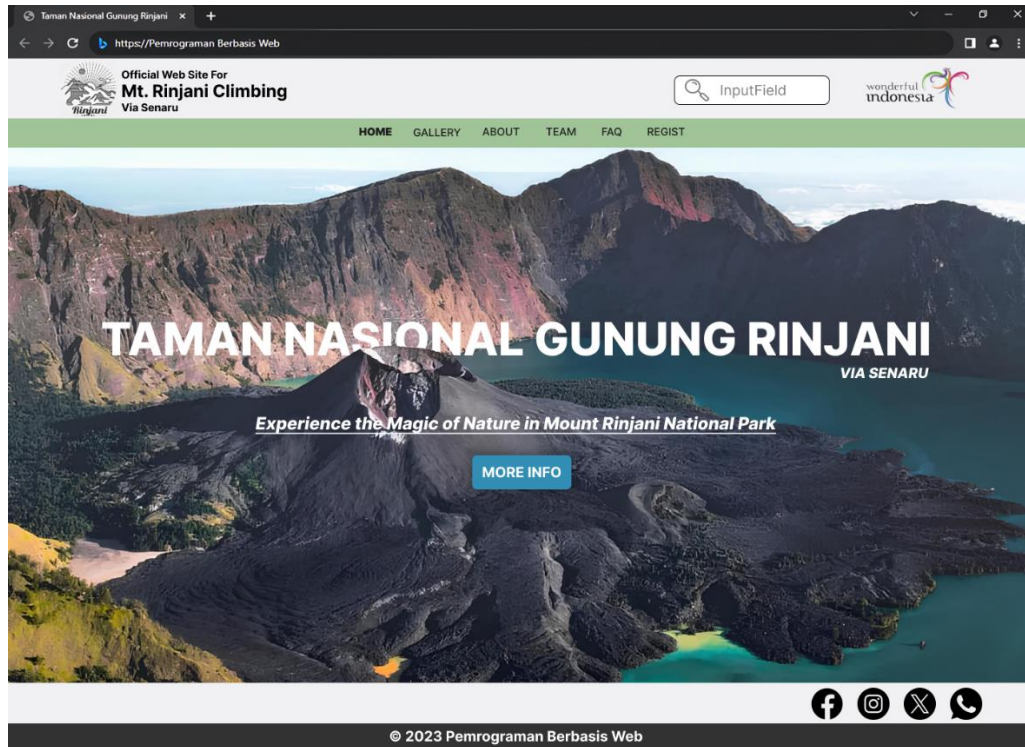 Taman Nasional Gunung Rinjani
https://Pemrograman Berbasis Web
Rinjani
Official Web Site For
Mt. Rinjani Climbing
Via Senaru
InputField
wonderful
indonesia
HOME GALLERY ABOUT TEAM FAQ REGIST
TAMAN NASIONAL GUNUNG RINJANI
VIA SENARU
Experience the Magic of Nature in Mount Rinjani National Park
MORE INFO
© 2023 Pemrograman Berbasis Web